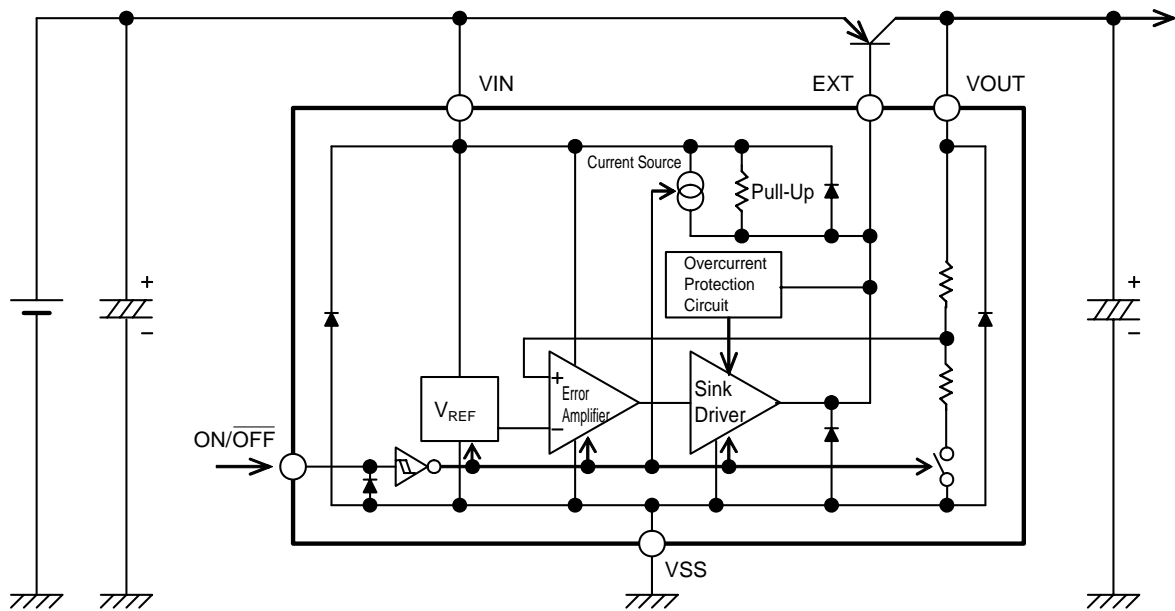 VIN
EXT
VOUT
Current Source
Pull-Up
Overcurrent
Protection
Circuit
+
−
+
−
+
−
Error
Amplifier
Sink
Driver
VREF
ON/OFF
VSS